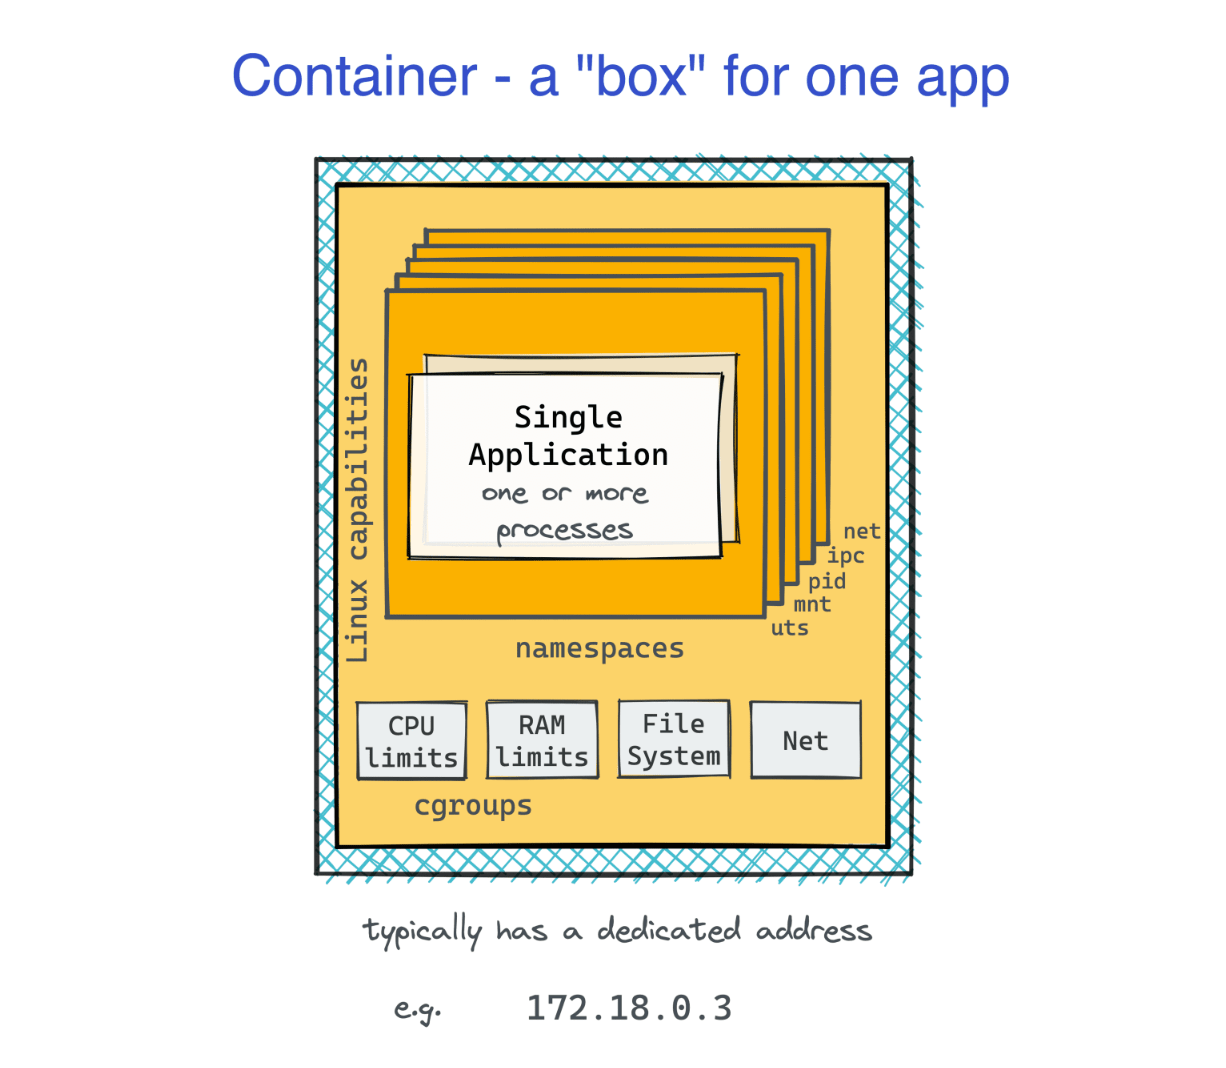 Container - a "box" for one app
Linux capabilities
Single
Application
one or more
processes
net
ipc
pid
mnt
uts
namespaces
CPU
limits
RAM
limits
File
System
Net
cgroups
typically has a dedicated address
e.g. 172.18.0.3